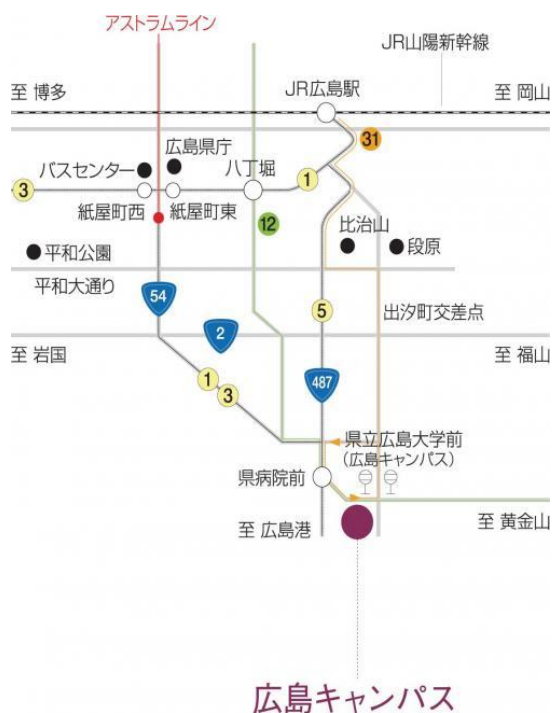 アストラムライン
JR山陽新幹線
至 博多
JR広島駅
至 岡山
31
広島県庁
バスセンター
八丁堀
3
1
紙屋町西
紙屋町東
12
比治山
平和公園
段原
平和大通り
54
5
出汐町交差点
2
至 岩国
至 福山
1
3
487
県立広島大学前
(広島キャンパス)
県病院前
至 広島港
至 黄金山
広島キャンパス